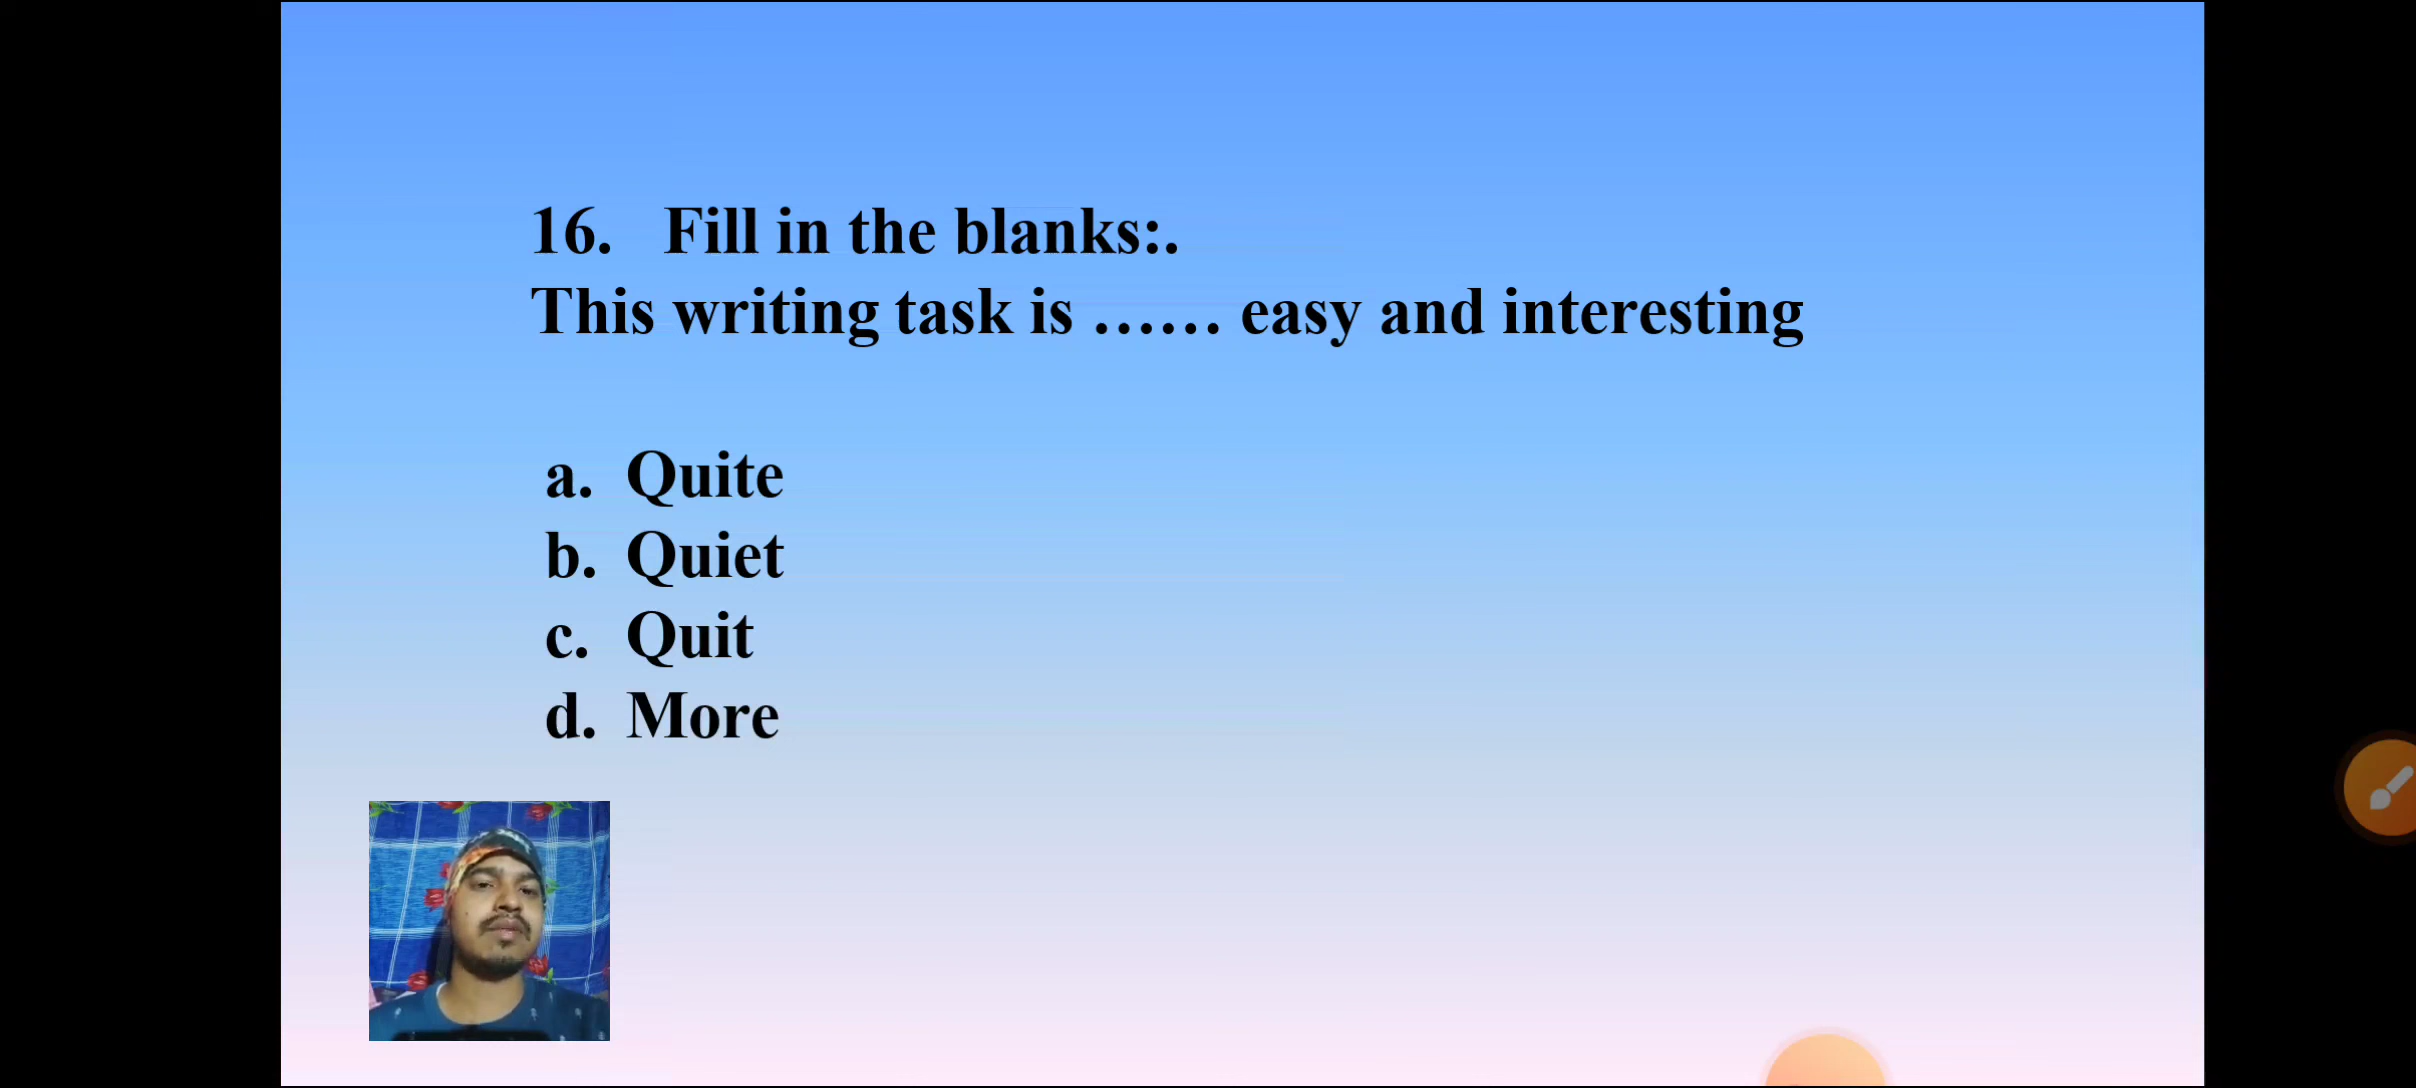 16. Fill in the blanks:.
This writing task is …… easy and interesting
a. Quite
b. Quiet
c. Quit
d. More